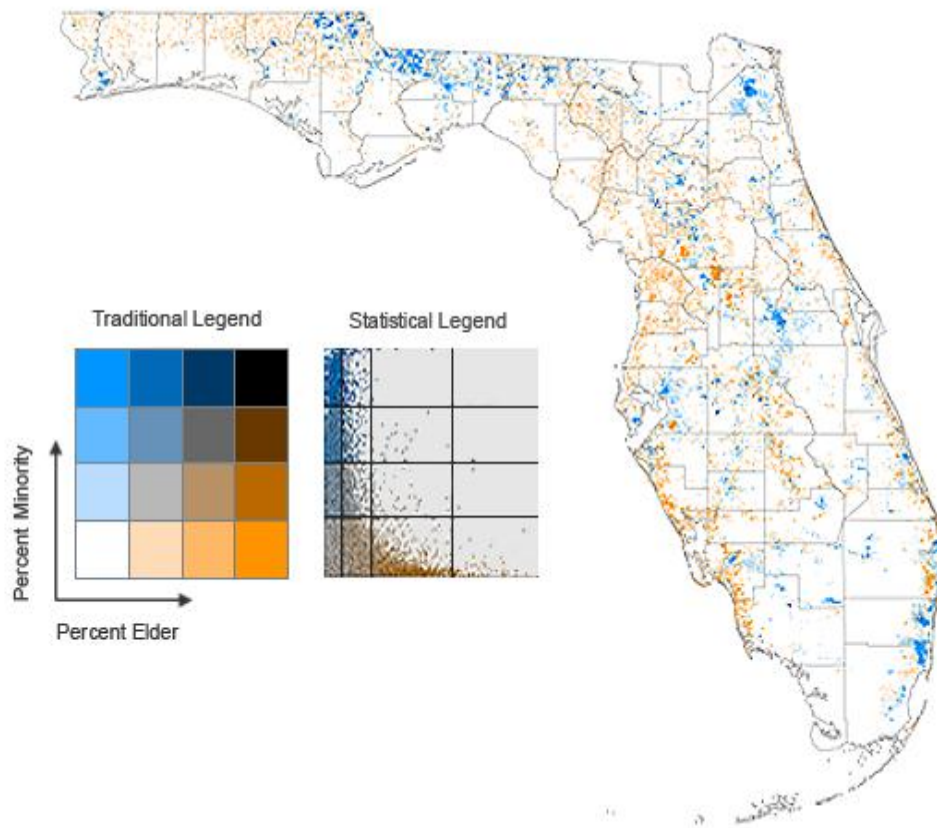 Traditional Legend
Statistical Legend
Percent Minority
Percent Elder